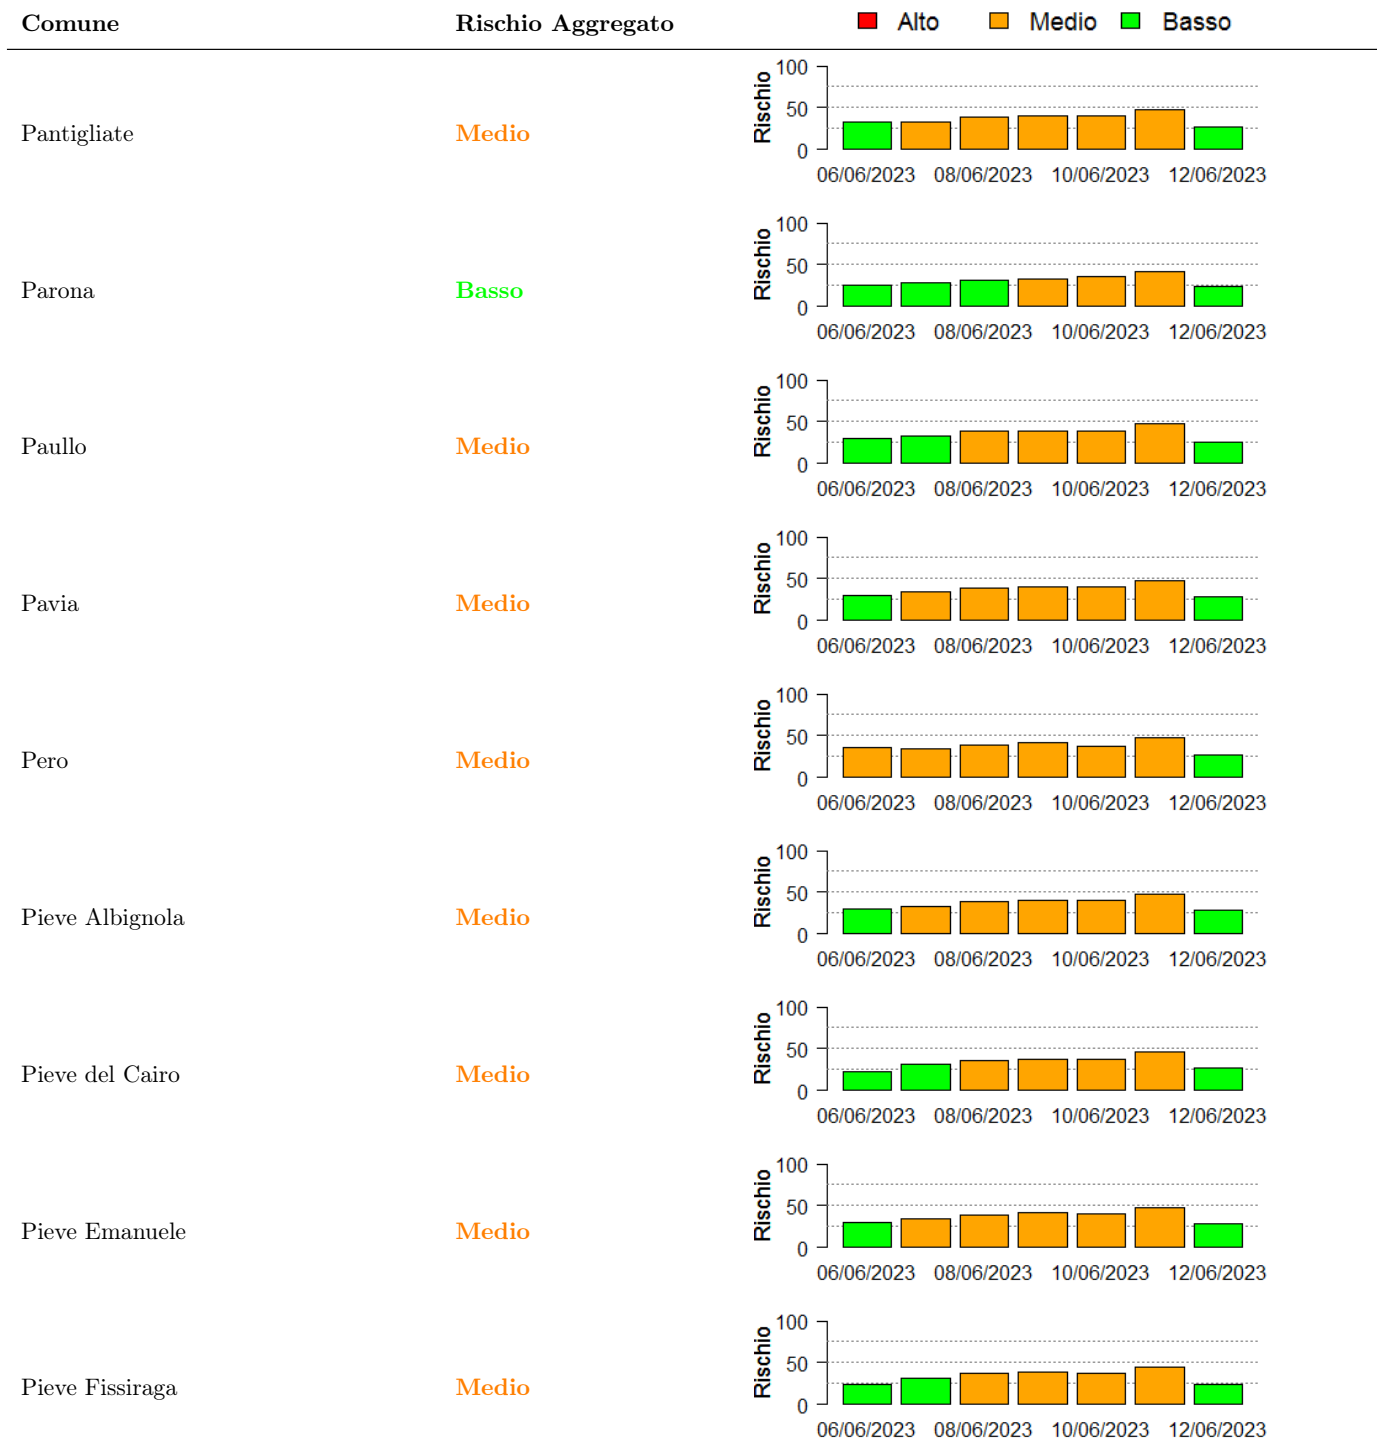 Comune Rischio Aggregato Alto Medio Basso
100
50
0
Rischio
Pantigliate Medio
06/06/2023 08/06/2023 10/06/2023 12/06/2023
100
50
0
Rischio
Parona Basso
06/06/2023 08/06/2023 10/06/2023 12/06/2023
100
50
0
Rischio
Paullo Medio
06/06/2023 08/06/2023 10/06/2023 12/06/2023
100
50
0
Rischio
Pavia Medio
06/06/2023 08/06/2023 10/06/2023 12/06/2023
100
50
0
Rischio
Pero Medio
06/06/2023 08/06/2023 10/06/2023 12/06/2023
100
50
0
Rischio
Pieve Albignola Medio
06/06/2023 08/06/2023 10/06/2023 12/06/2023
100
50
0
Rischio
Pieve del Cairo Medio
06/06/2023 08/06/2023 10/06/2023 12/06/2023
100
50
0
Rischio
Pieve Emanuele Medio
06/06/2023 08/06/2023 10/06/2023 12/06/2023
100
50
0
Rischio
Pieve Fissiraga Medio
06/06/2023 08/06/2023 10/06/2023 12/06/2023